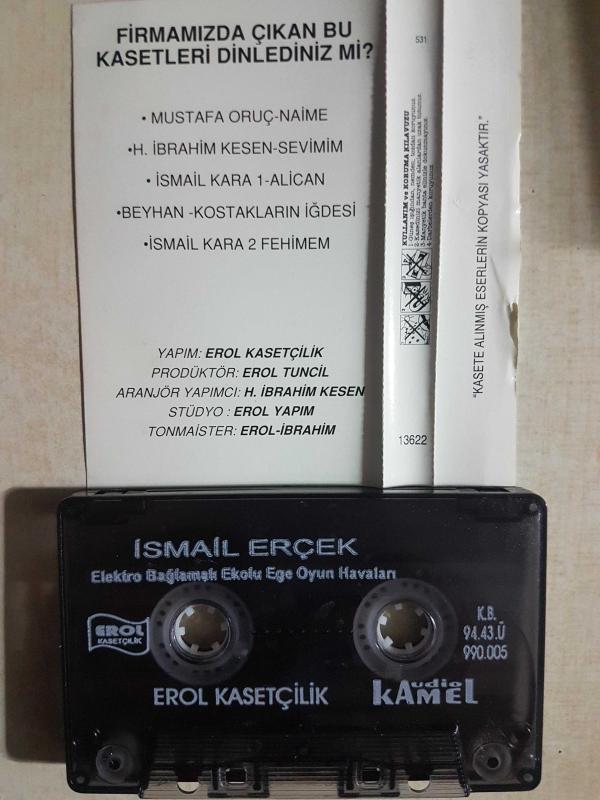 FİRMAMIZDA ÇIKAN BU
KASETLERİ DİNLEDİNİZ Mİ?
• MUSTAFA ORUÇ-NAİME
•H. İBRAHİM KESEN-SEVİMİM
• İSMAİL KARA 1-ALİCAN
•BEYHAN -KOSTAKLARIN İĞDESİ
•İSMAİL KARA 2 FEHİMEM
YAPIM: EROL KASETÇİLİK
PRODÜKTÖR: EROL TUNCİL
ARANJÖR YAPIMCI: H. İBRAHİM KESEN
STÜDYO : EROL YAPIM
TONMAİSTER: EROL-İBRAHİM
531
KULLANIM ve KORUMA KILAVUZU
13622
"KASETE ALINMIŞ ESERLERİN KOPYASI YASAKTIR."
İSMAİL ERÇEK
Elektro Bağlamalı Ekolu Ege Oyun Havaları
EROL
KASETÇİLİK
K.B.
94.43.Ü
990.005
EROL KASETÇİLİK
Audio
kAMEL